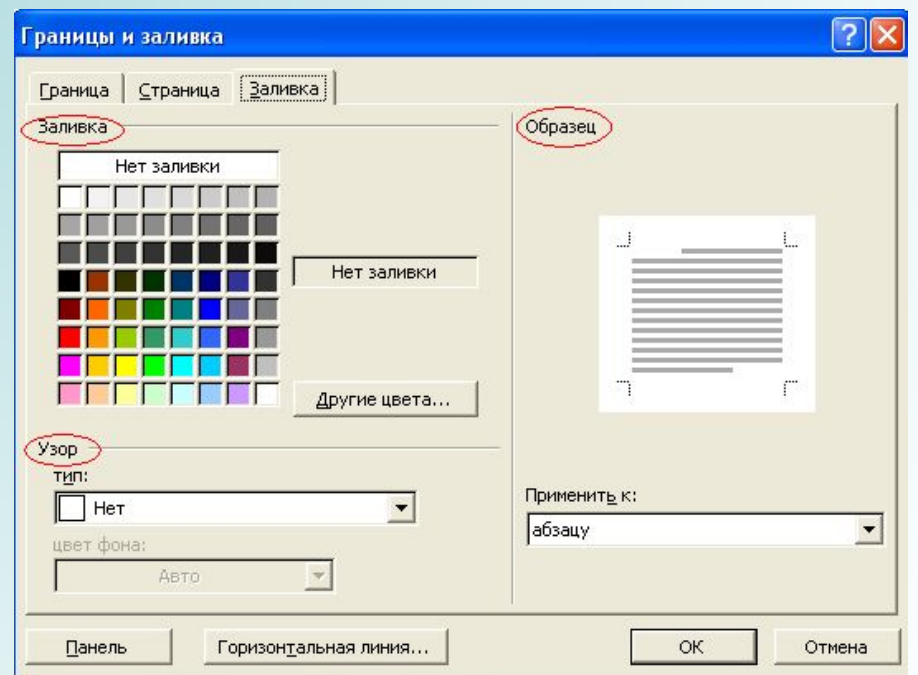 Границы и заливка
Граница
Страница
Заливка
Заливка
Нет заливки
Нет заливки
Другие цвета...
Узор
тип:
Нет
цвет фона:
Авто
Образец
Применить к:
абзацу
Панель
Горизонтальная линия...
ОК
Отмена